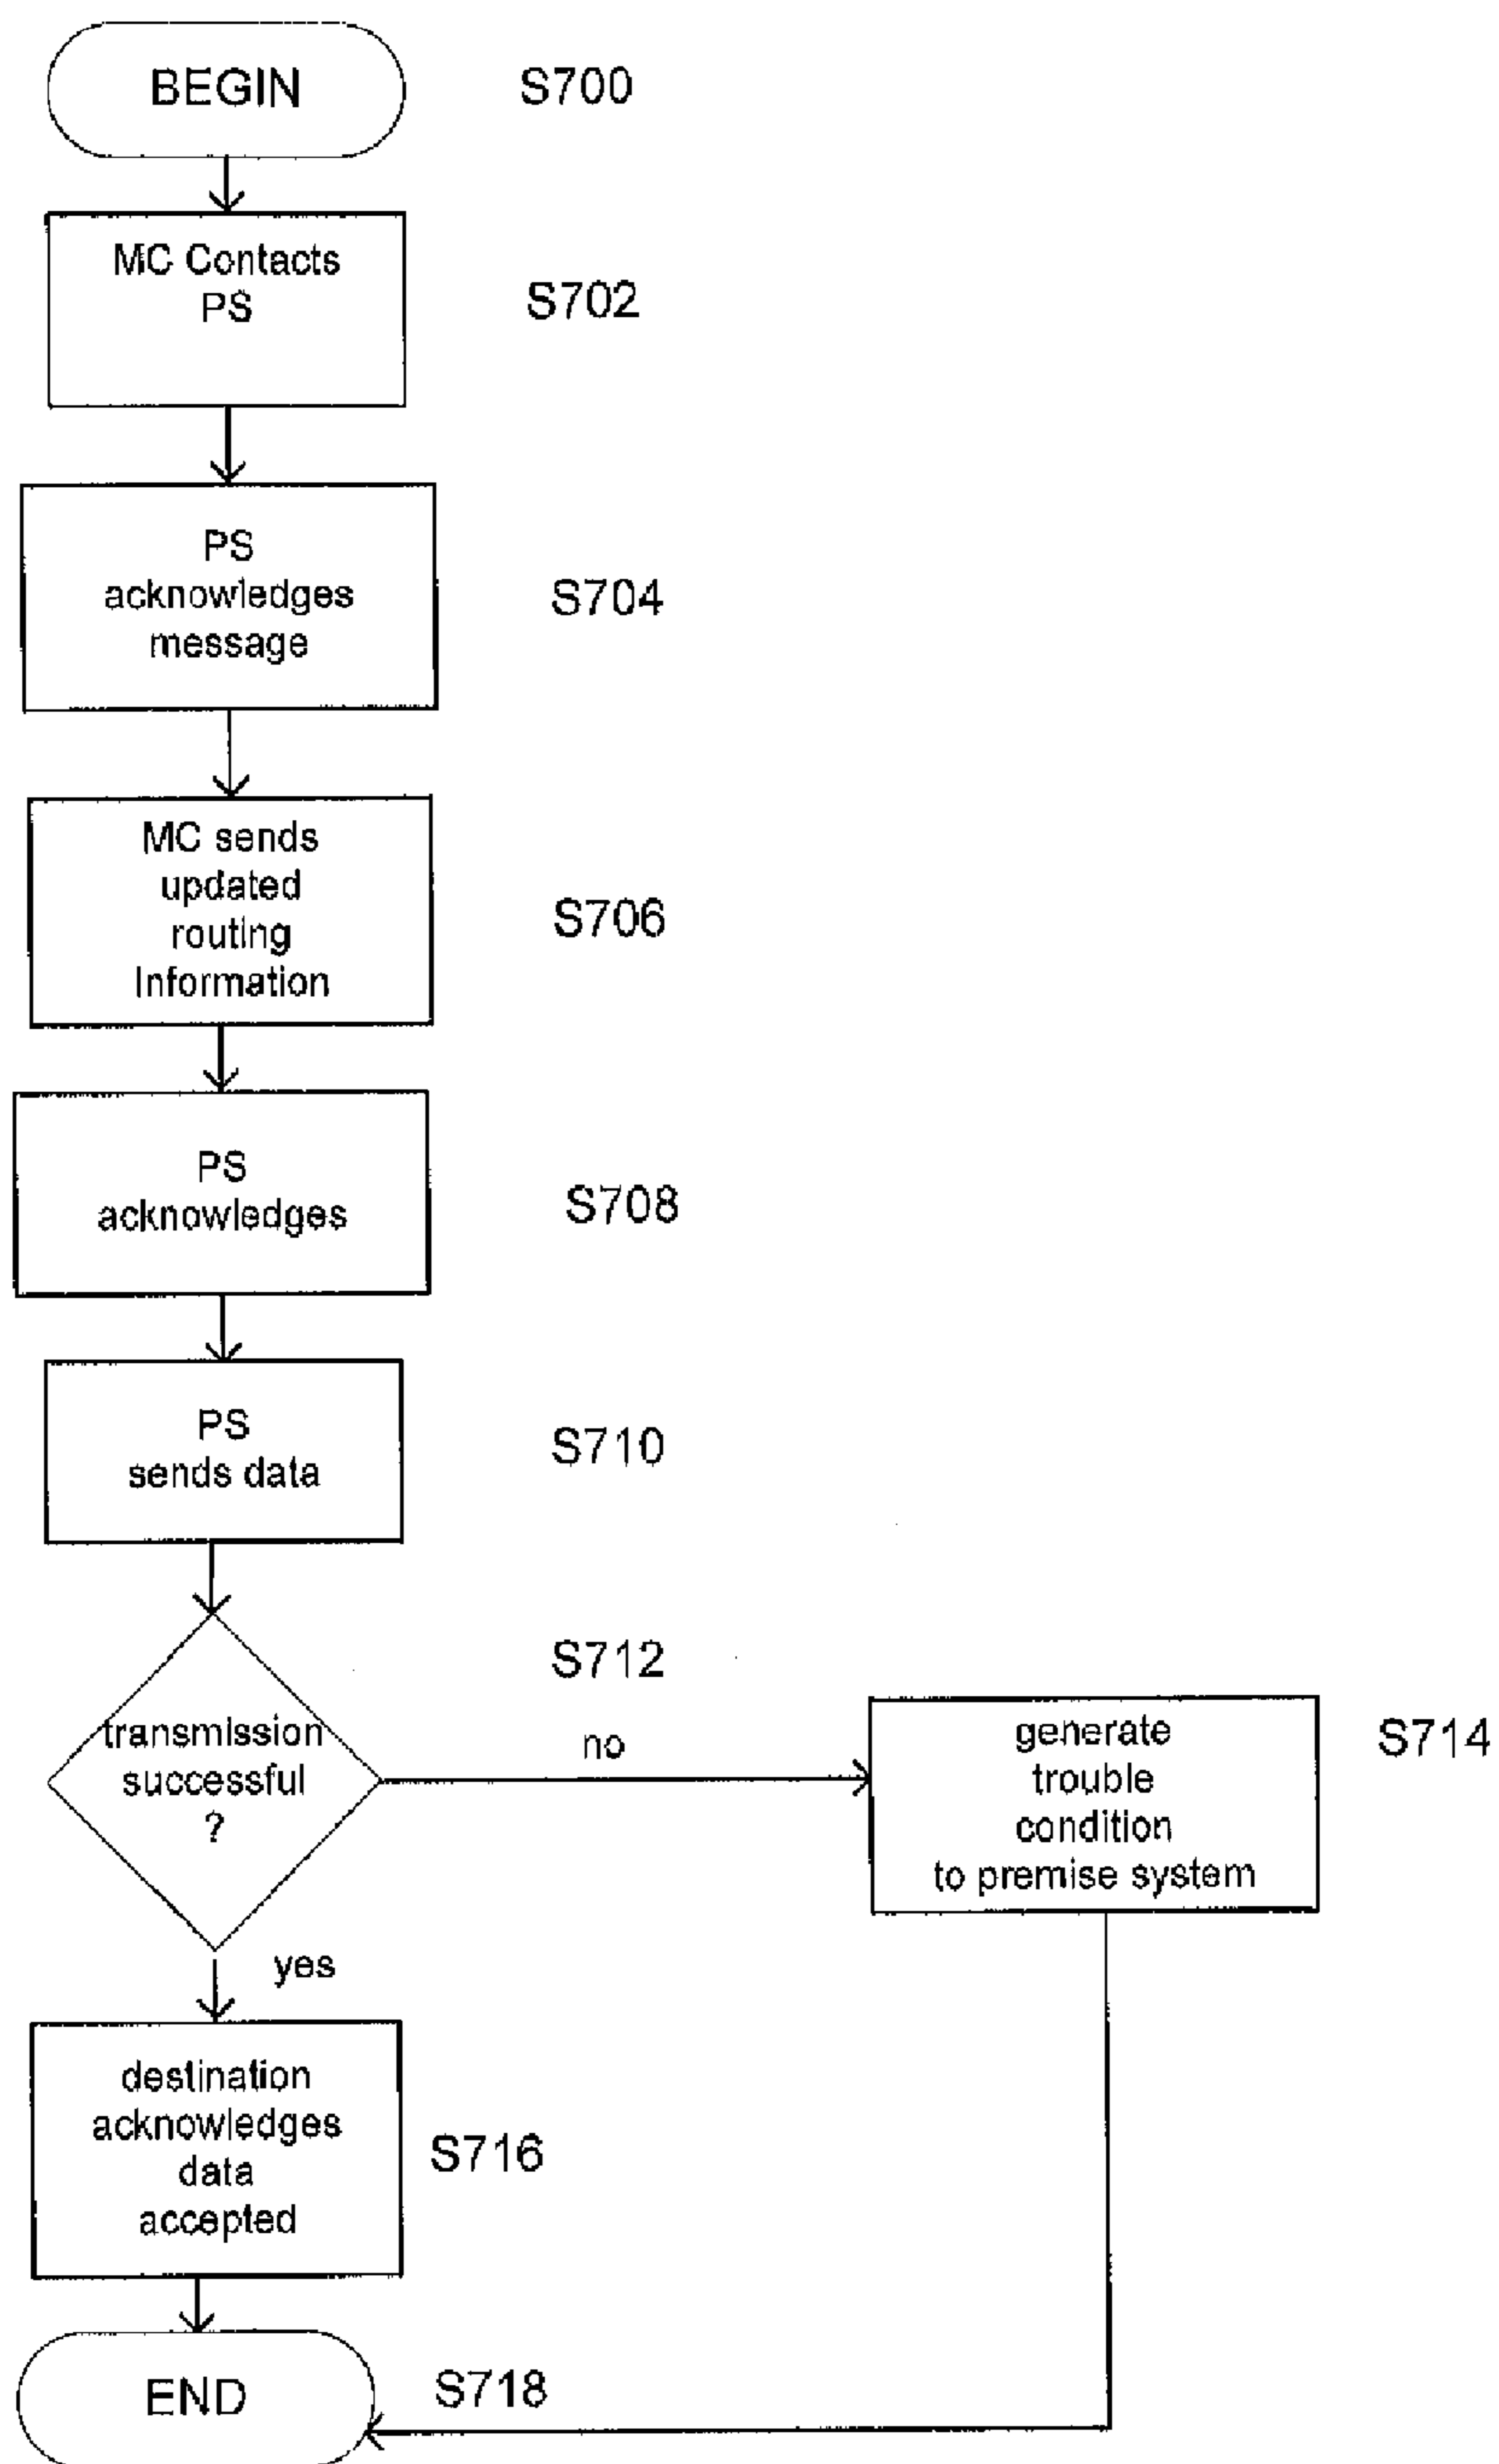 BEGIN
S700
MC Contacts
PS
S702
PS
acknowledges
message
S704
MC sends
updated
routing
Information
S706
PS
acknowledges
S708
PS
sends data
S710
transmission
successful
?
S712
no
generate
trouble
condition
to premise system
S714
yes
destination
acknowledges
data
accepted
S716
END
S718